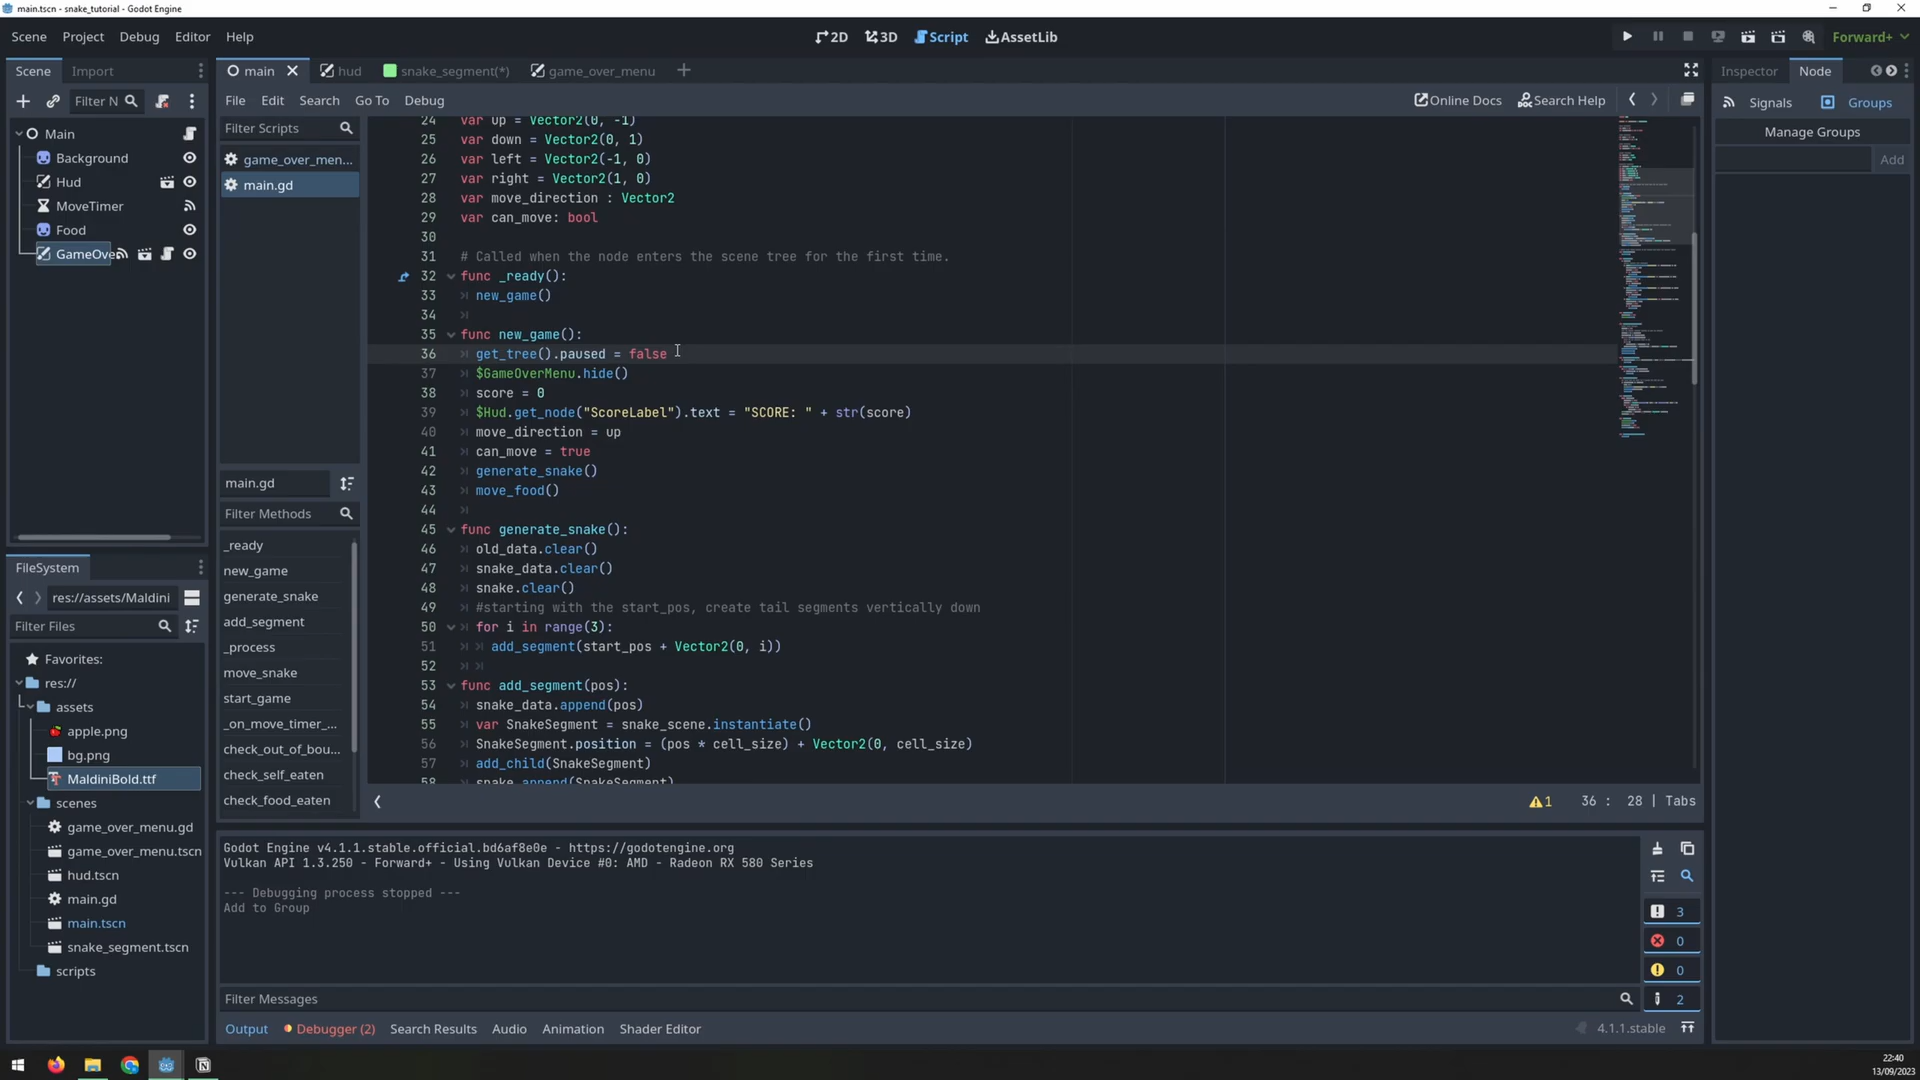 main.tscn - snake_tutorial - Godot Engine
Scene Project Debug Editor Help
2D 3D Script AssetLib
Forward+
Scene Import
main hud snake_segment(*) game_over_menu
Inspector Node
Filter N
File Edit Search Go To Debug
Online Docs Search Help
Signals Groups
Manage Groups
Add
Main
Background
Hud
MoveTimer
Food
GameOve
Filter Scripts
game_over_men...
main.gd
main.gd
Filter Methods
_ready
new_game
generate_snake
add_segment
_process
move_snake
start_game
_on_move_timer_...
check_out_of_bou...
check_self_eaten
check_food_eaten
24 var up = Vector2(0, -1)
25 var down = Vector2(0, 1)
26 var left = Vector2(-1, 0)
27 var right = Vector2(1, 0)
28 var move_direction : Vector2
29 var can_move: bool
30
31 # Called when the node enters the scene tree for the first time.
32 func _ready():
33 new_game()
34
35 func new_game():
36 get_tree().paused = false
37 $GameOverMenu.hide()
38 score = 0
39 $Hud.get_node("ScoreLabel").text = "SCORE: " + str(score)
40 move_direction = up
41 can_move = true
42 generate_snake()
43 move_food()
44
45 func generate_snake():
46 old_data.clear()
47 snake_data.clear()
48 snake.clear()
49 #starting with the start_pos, create tail segments vertically down
50 for i in range(3):
51 add_segment(start_pos + Vector2(0, i))
52
53 func add_segment(pos):
54 snake_data.append(pos)
55 var SnakeSegment = snake_scene.instantiate()
56 SnakeSegment.position = (pos * cell_size) + Vector2(0, cell_size)
57 add_child(SnakeSegment)
58 snake.append(SnakeSegment)
1 36 : 28 | Tabs
FileSystem
res://assets/Maldini
Filter Files
Favorites:
res://
assets
apple.png
bg.png
MaldiniBold.ttf
scenes
game_over_menu.gd
game_over_menu.tscn
hud.tscn
main.gd
main.tscn
snake_segment.tscn
scripts
Godot Engine v4.1.1.stable.official.bd6af8e0e - https://godotengine.org
Vulkan API 1.3.250 - Forward+ - Using Vulkan Device #0: AMD - Radeon RX 580 Series
--- Debugging process stopped ---
Add to Group
3
0
0
2
Filter Messages
Output Debugger (2) Search Results Audio Animation Shader Editor
4.1.1.stable
22:40
13/09/2023